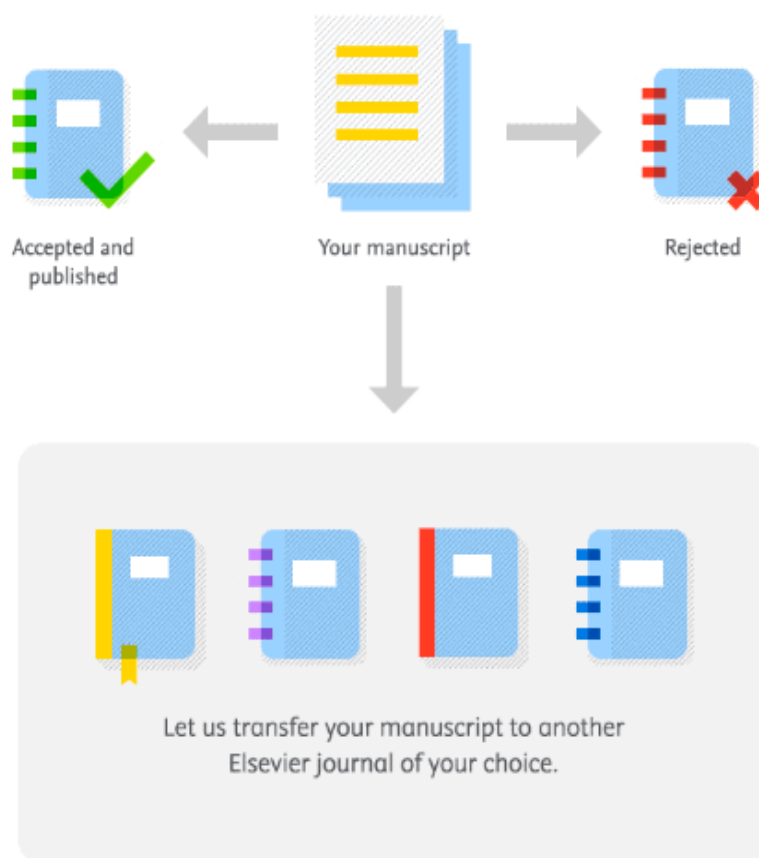 Accepted and
published
Your manuscript
Rejected
Let us transfer your manuscript to another
Elsevier journal of your choice.